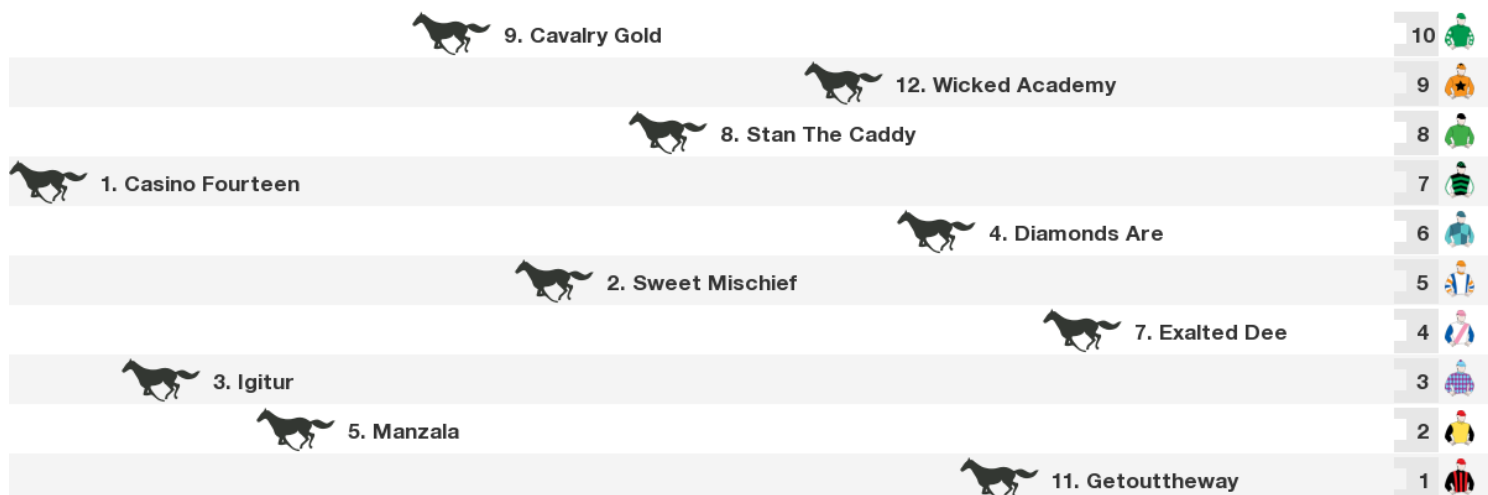 9. Cavalry Gold 10
12. Wicked Academy 9
8. Stan The Caddy 8
1. Casino Fourteen 7
4. Diamonds Are 6
2. Sweet Mischief 5
7. Exalted Dee 4
3. Igitur 3
5. Manzala 2
11. Getouttheway 1